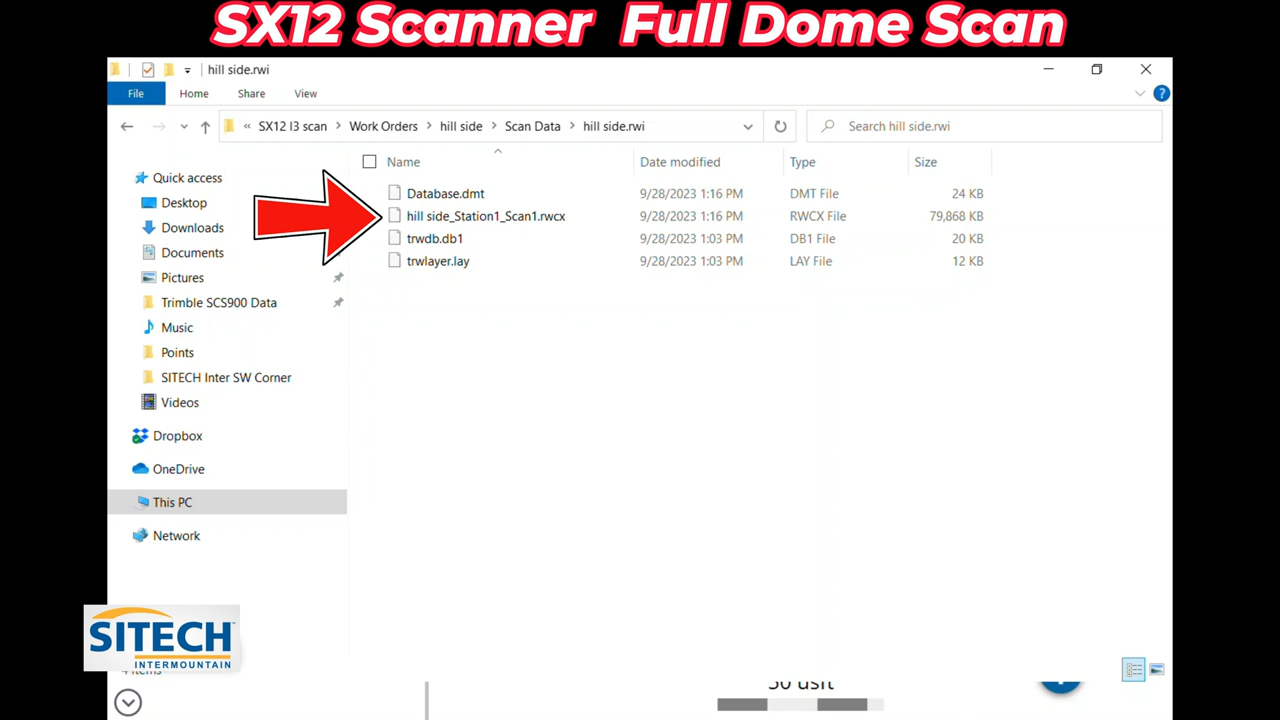 SX12 Scanner Full Dome Scan
hill side.rwi
File Home Share View
« SX12 I3 scan > Work Orders > hill side > Scan Data > hill side.rwi
Search hill side.rwi
Name Date modified Type Size
Database.dmt 9/28/2023 1:16 PM DMT File 24 KB
hill side_Station1_Scan1.rwcx 9/28/2023 1:16 PM RWCX File 79,868 KB
trwdb.db1 9/28/2023 1:03 PM DB1 File 20 KB
trwlayer.lay 9/28/2023 1:03 PM LAY File 12 KB
Quick access
Desktop
Downloads
Documents
Pictures
Trimble SCS900 Data
Music
Points
SITECH Inter SW Corner
Videos
Dropbox
OneDrive
This PC
Network
SITECH™
INTERMOUNTAIN
4 items
50 usft